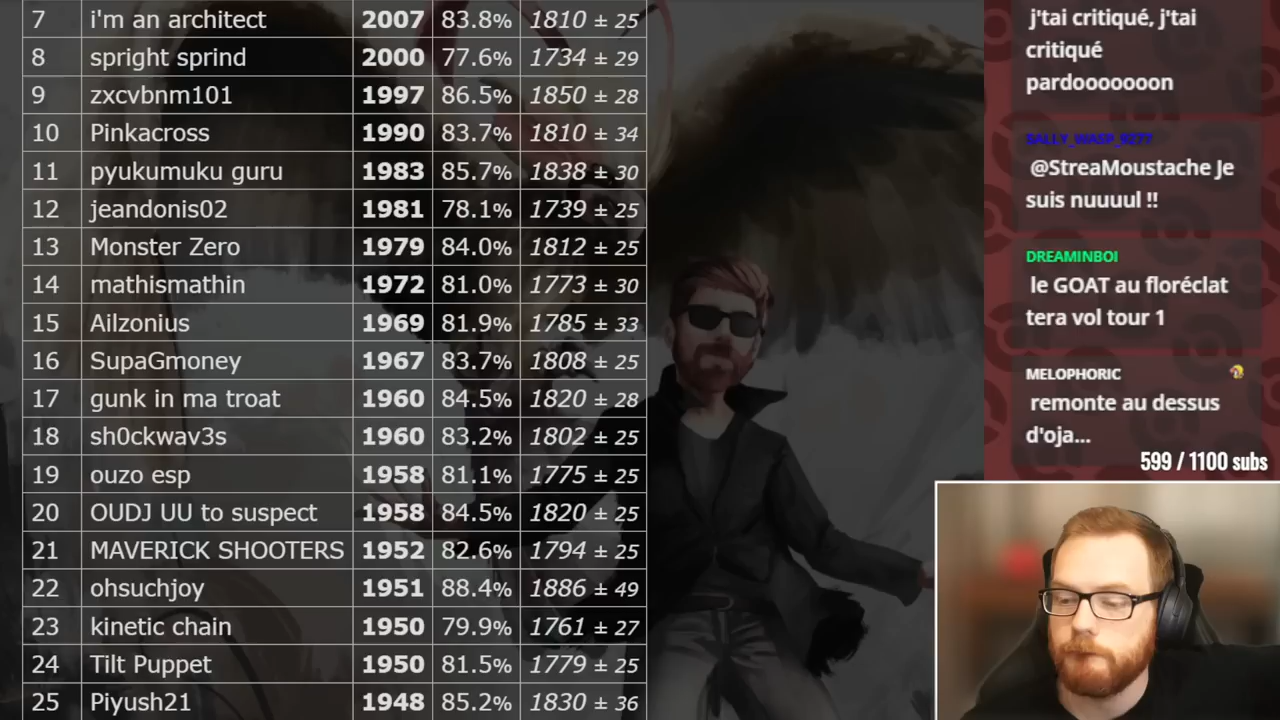 7 i'm an architect 2007 83.8% 1810 ± 25
8 spright sprind 2000 77.6% 1734 ± 29
9 zxcvbnm101 1997 86.5% 1850 ± 28
10 Pinkacross 1990 83.7% 1810 ± 34
11 pyukumuku guru 1983 85.7% 1838 ± 30
12 jeandonis02 1981 78.1% 1739 ± 25
13 Monster Zero 1979 84.0% 1812 ± 25
14 mathismathin 1972 81.0% 1773 ± 30
15 Ailzonius 1969 81.9% 1785 ± 33
16 SupaGmoney 1967 83.7% 1808 ± 25
17 gunk in ma troat 1960 84.5% 1820 ± 28
18 sh0ckwav3s 1960 83.2% 1802 ± 25
19 ouzo esp 1958 81.1% 1775 ± 25
20 OUDJ UU to suspect 1958 84.5% 1820 ± 25
21 MAVERICK SHOOTERS 1952 82.6% 1794 ± 25
22 ohsuchjoy 1951 88.4% 1886 ± 49
23 kinetic chain 1950 79.9% 1761 ± 27
24 Tilt Puppet 1950 81.5% 1779 ± 25
25 Piyush21 1948 85.2% 1830 ± 36
j'tai critiqué, j'tai
critiqué
pardooooooon
SALLY_WASP_9277
@StreaMoustache Je
suis nuuuul !!
DREAMINBOI
le GOAT au floréclat
tera vol tour 1
MELOPHORIC
remonte au dessus
d'oja...
599 / 1100 subs